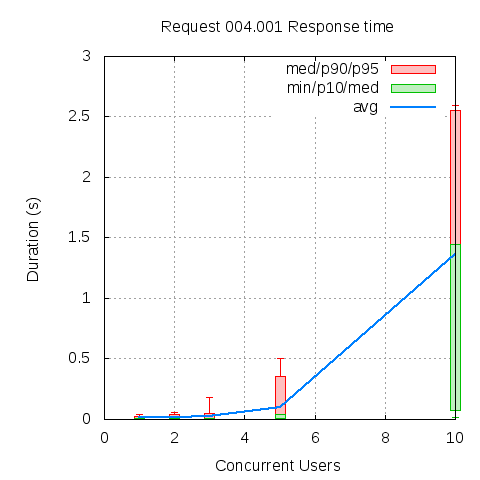 Request 004.001 Response time
med/p90/p95
min/p10/med
avg
3
2.5
2
1.5
1
0.5
0
0 2 4 6 8 10
Duration (s)
Concurrent Users